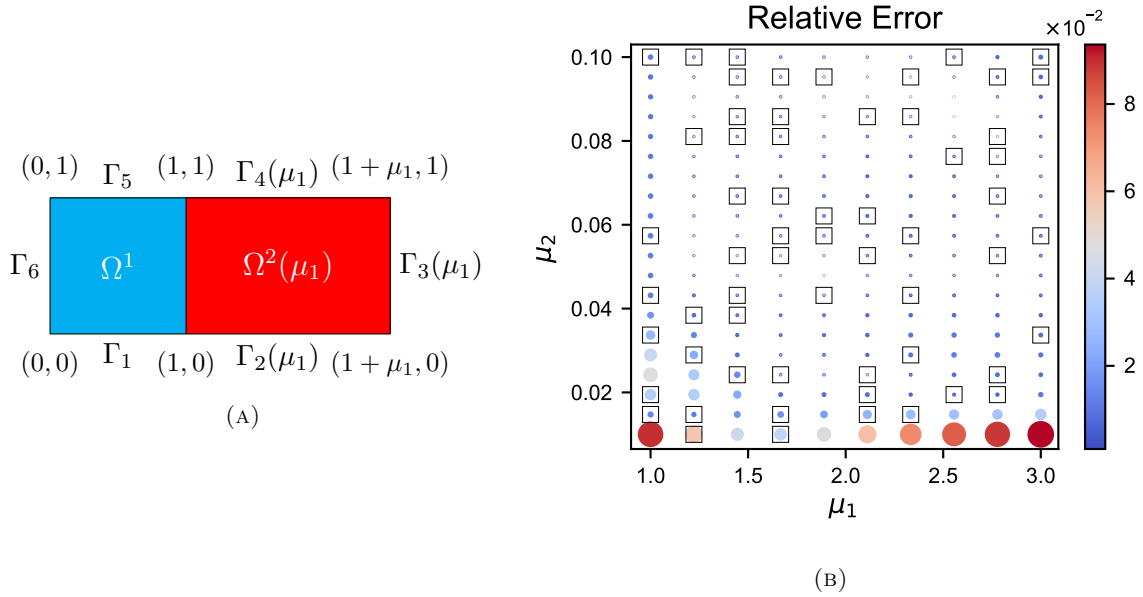 (0, 1) Γ₅ (1, 1) Γ₄(μ₁) (1 + μ₁, 1)
Γ₆ Ω¹ Ω²(μ₁) Γ₃(μ₁)
(0, 0) Γ₁ (1, 0) Γ₂(μ₁) (1 + μ₁, 0)
(A)
Relative Error
×10⁻²
0.10
0.08
0.06
0.04
0.02
μ₂
1.0 1.5 2.0 2.5 3.0
μ₁
8
6
4
2
(B)